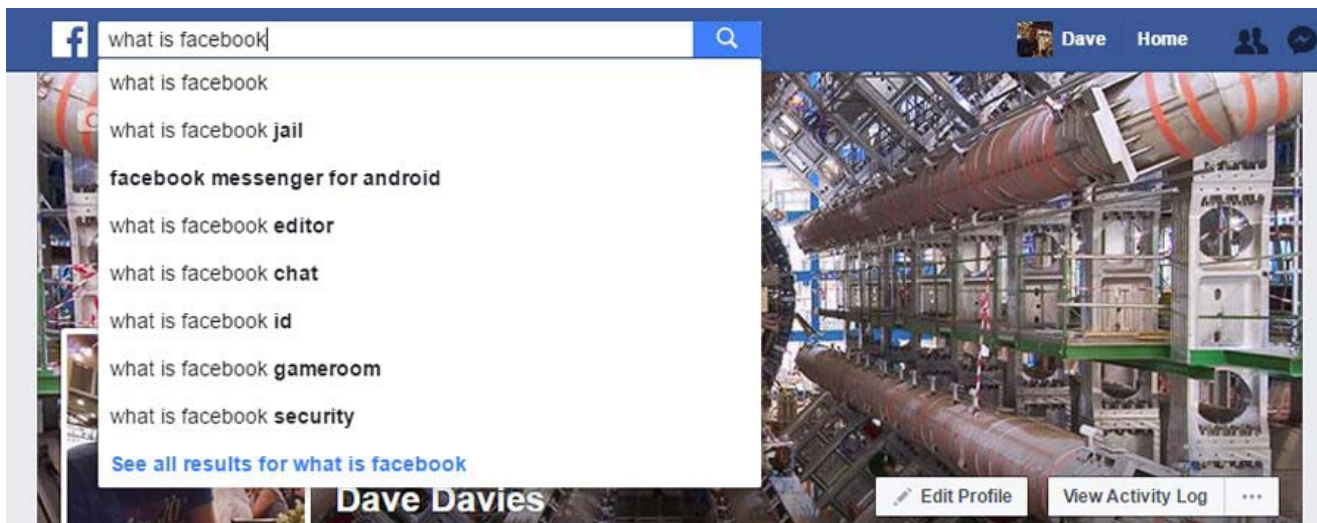 f
what is facebook
Dave
Home
what is facebook
what is facebook jail
facebook messenger for android
what is facebook editor
what is facebook chat
what is facebook id
what is facebook gameroom
what is facebook security
See all results for what is facebook
Dave Davies
Edit Profile
View Activity Log
...